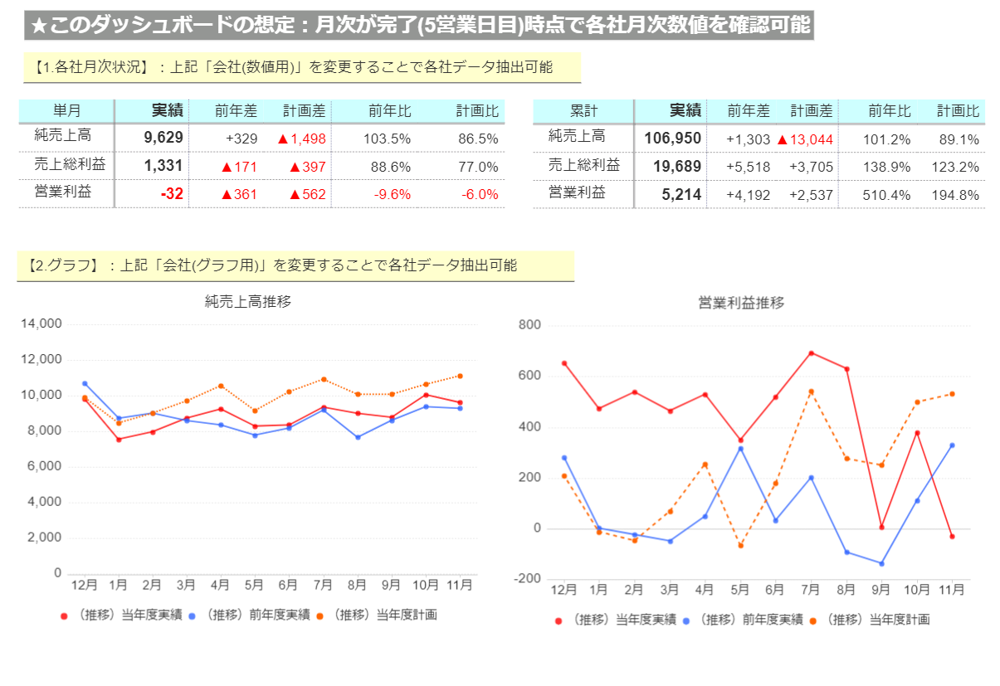 ★このダッシュボードの想定：月次が完了(5営業日目)時点で各社月次数値を確認可能
【1.各社月次状況】：上記「会社(数値用)」を変更することで各社データ抽出可能
単月 実績 前年差 計画差 前年比 計画比
純売上高 9,629 +329 ▲1,498 103.5% 86.5%
売上総利益 1,331 ▲171 ▲397 88.6% 77.0%
営業利益 -32 ▲361 ▲562 -9.6% -6.0%
累計 実績 前年差 計画差 前年比 計画比
純売上高 106,950 +1,303 ▲13,044 101.2% 89.1%
売上総利益 19,689 +5,518 +3,705 138.9% 123.2%
営業利益 5,214 +4,192 +2,537 510.4% 194.8%
【2.グラフ】：上記「会社(グラフ用)」を変更することで各社データ抽出可能
純売上高推移
14,000
12,000
10,000
8,000
6,000
4,000
2,000
0
12月 1月 2月 3月 4月 5月 6月 7月 8月 9月 10月 11月
（推移）当年度実績 （推移）前年度実績 （推移）当年度計画
営業利益推移
800
600
400
200
0
-200
12月 1月 2月 3月 4月 5月 6月 7月 8月 9月 10月 11月
（推移）当年度実績 （推移）前年度実績 （推移）当年度計画